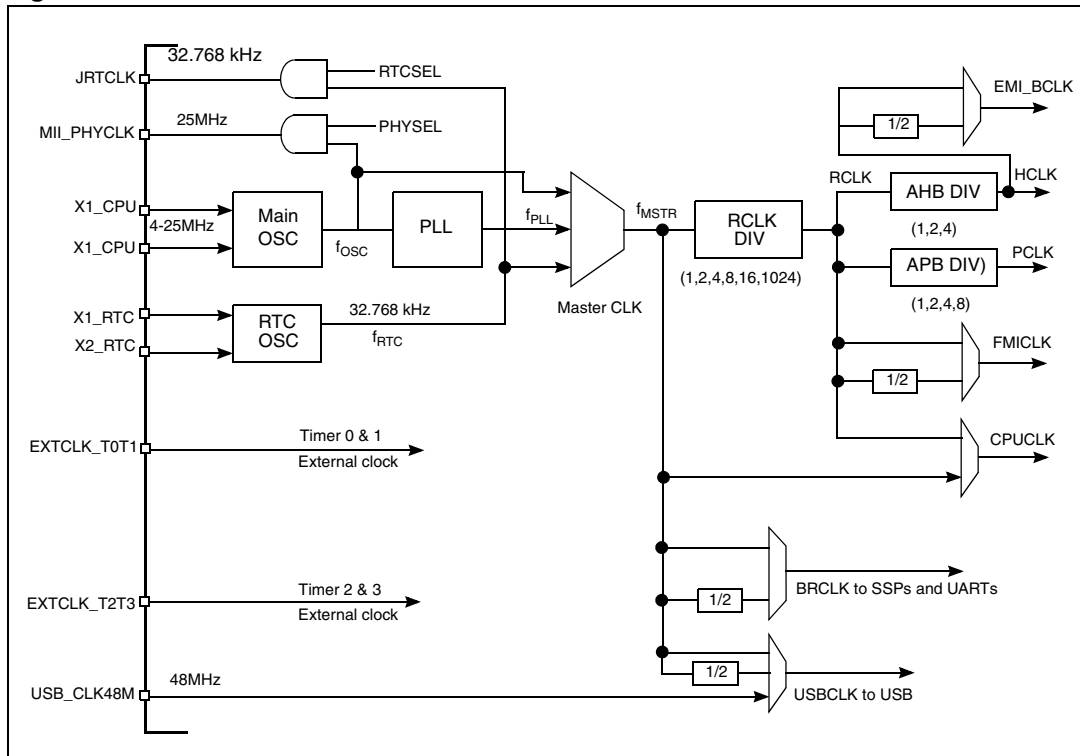 32.768 kHz
JRTCLK
RTCSEL
MII_PHYCLK
25MHz
PHYSEL
EMI_BCLK
1/2
X1_CPU
4-25MHz
X1_CPU
Main
OSC
fOSC
PLL
fPLL
fMSTR
Master CLK
RCLK
DIV
(1,2,4,8,16,1024)
RCLK
AHB DIV
(1,2,4)
HCLK
APB DIV)
(1,2,4,8)
PCLK
X1_RTC
X2_RTC
RTC
OSC
32.768 kHz
fRTC
FMICLK
1/2
CPUCLK
EXTCLK_T0T1
Timer 0 & 1
External clock
EXTCLK_T2T3
Timer 2 & 3
External clock
1/2
BRCLK to SSPs and UARTs
1/2
USB_CLK48M
48MHz
USBCLK to USB